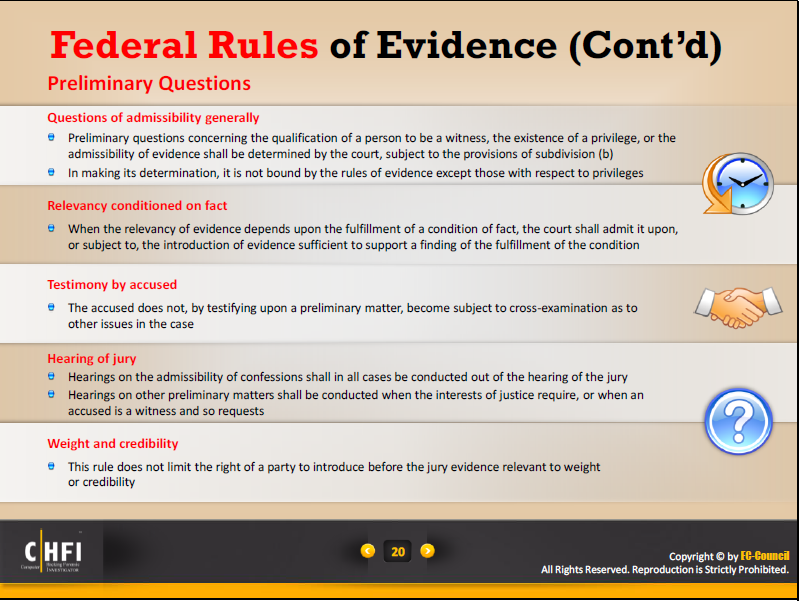 Federal Rules of Evidence (Cont’d)
Preliminary Questions
Questions of admissibility generally
Preliminary questions concerning the qualification of a person to be a witness, the existence of a privilege, or the
admissibility of evidence shall be determined by the court, subject to the provisions of subdivision (b)
In making its determination, it is not bound by the rules of evidence except those with respect to privileges
Relevancy conditioned on fact
When the relevancy of evidence depends upon the fulfillment of a condition of fact, the court shall admit it upon,
or subject to, the introduction of evidence sufficient to support a finding of the fulfillment of the condition
Testimony by accused
The accused does not, by testifying upon a preliminary matter, become subject to cross-examination as to
other issues in the case
Hearing of jury
Hearings on the admissibility of confessions shall in all cases be conducted out of the hearing of the jury
Hearings on other preliminary matters shall be conducted when the interests of justice require, or when an
accused is a witness and so requests
Weight and credibility
This rule does not limit the right of a party to introduce before the jury evidence relevant to weight
or credibility
CHFI
Computer Hacking Forensic
INVESTIGATOR
20
Copyright © by EC-Council
All Rights Reserved. Reproduction is Strictly Prohibited.